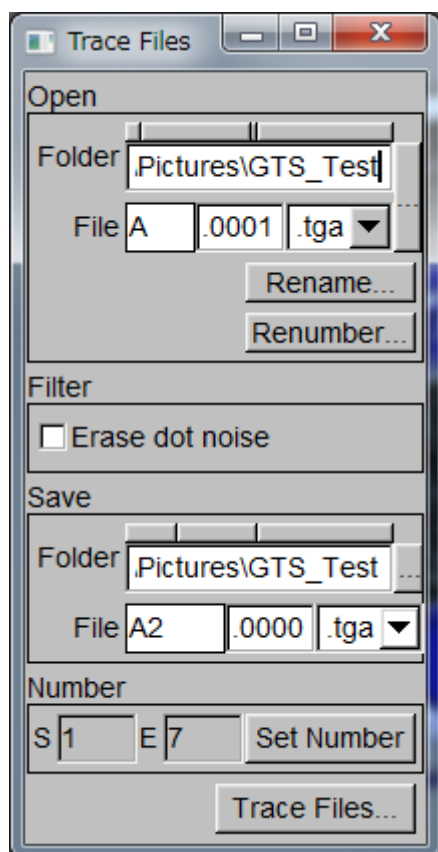 Trace Files
Open
Folder .Pictures\GTS_Test
...
File A .0001 .tga
Rename...
Renumber...
Filter
Erase dot noise
Save
Folder .Pictures\GTS_Test ...
File A2 .0000 .tga
Number
S 1 E 7 Set Number
Trace Files...